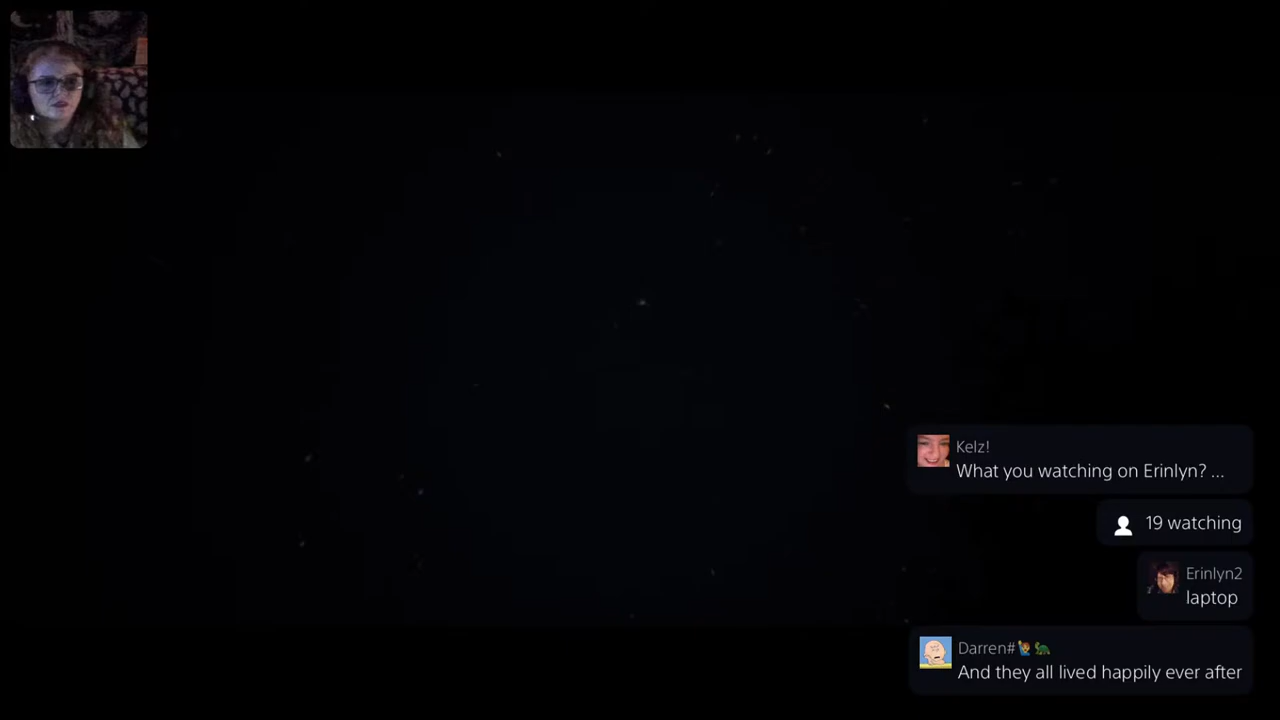 Kelz!
What you watching on Erinlyn? ...
19 watching
Erinlyn2
laptop
Darren#🙋‍♂️🐢
And they all lived happily ever after